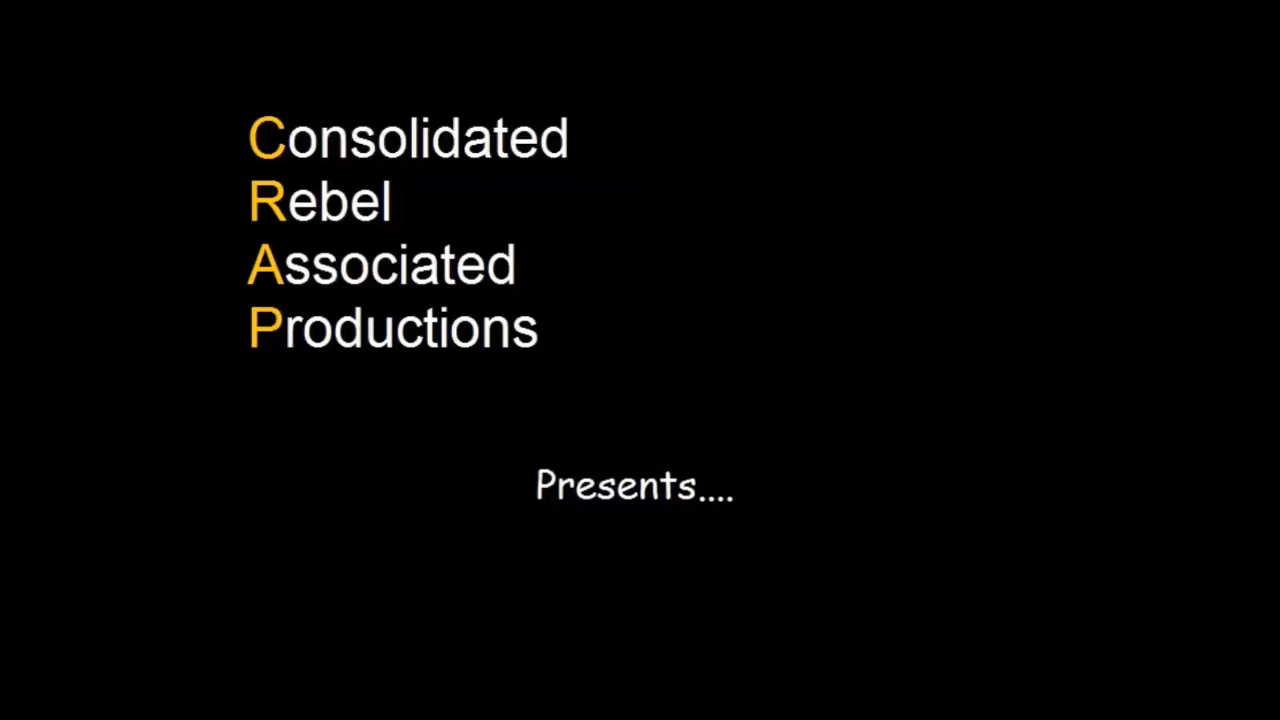 Consolidated
Rebel
Associated
Productions
Presents....